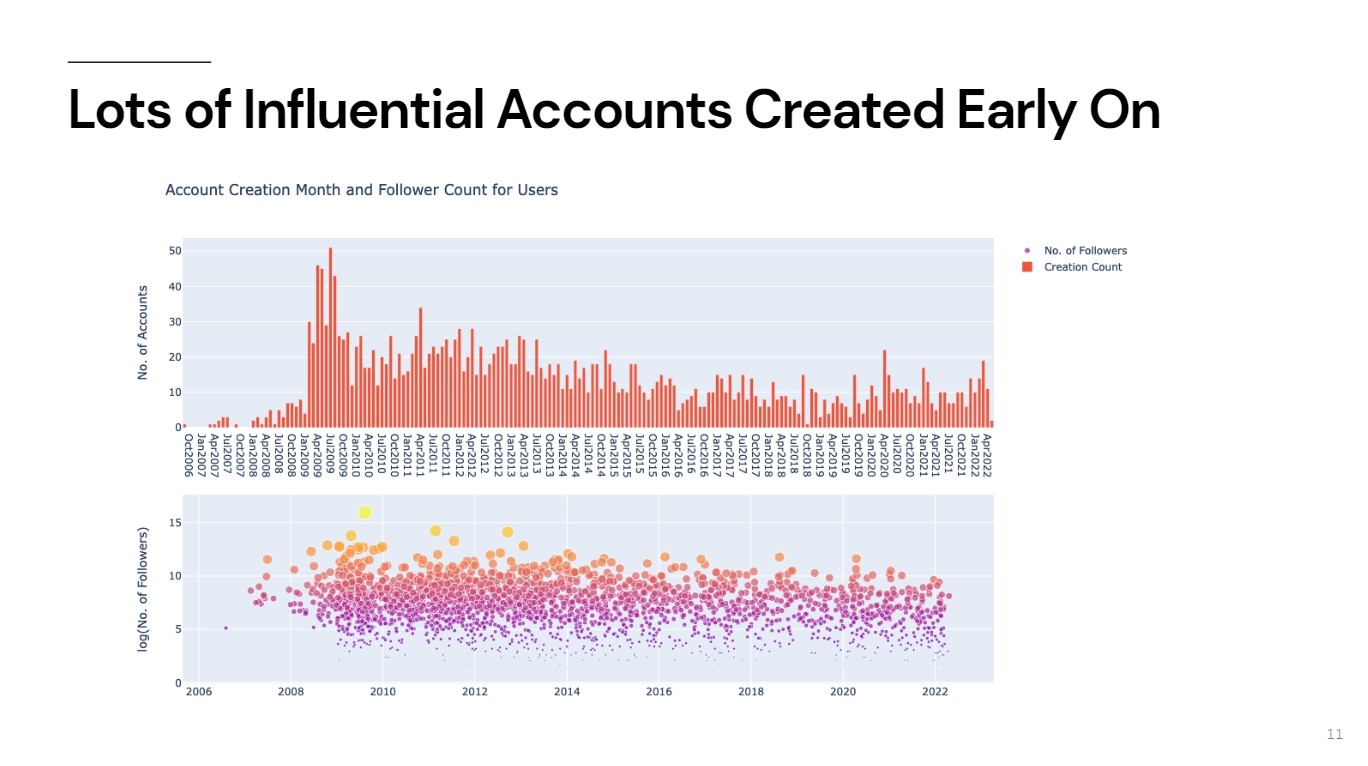 Lots of Influential Accounts Created Early On
Account Creation Month and Follower Count for Users
No. of Followers
Creation Count
No. of Accounts
50
40
30
20
10
0
Oct2006
Jan2007
Apr2007
Jul2007
Oct2007
Jan2008
Apr2008
Jul2008
Oct2008
Jan2009
Apr2009
Jul2009
Oct2009
Jan2010
Apr2010
Jul2010
Oct2010
Jan2011
Apr2011
Jul2011
Oct2011
Jan2012
Apr2012
Jul2012
Oct2012
Jan2013
Apr2013
Jul2013
Oct2013
Jan2014
Apr2014
Jul2014
Oct2014
Jan2015
Apr2015
Jul2015
Oct2015
Jan2016
Apr2016
Jul2016
Oct2016
Jan2017
Apr2017
Jul2017
Oct2017
Jan2018
Apr2018
Jul2018
Oct2018
Jan2019
Apr2019
Jul2019
Oct2019
Jan2020
Apr2020
Jul2020
Oct2020
Jan2021
Apr2021
Jul2021
Oct2021
Jan2022
Apr2022
log(No. of Followers)
15
10
5
0
2006
2008
2010
2012
2014
2016
2018
2020
2022
11